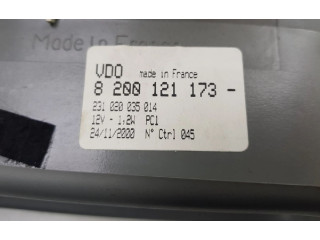 Made in France
VDO made in France
8 200 121 173 -
231 020 035 014
12V - 1,2W PC1
24/11/2000 N° Ctrl 045